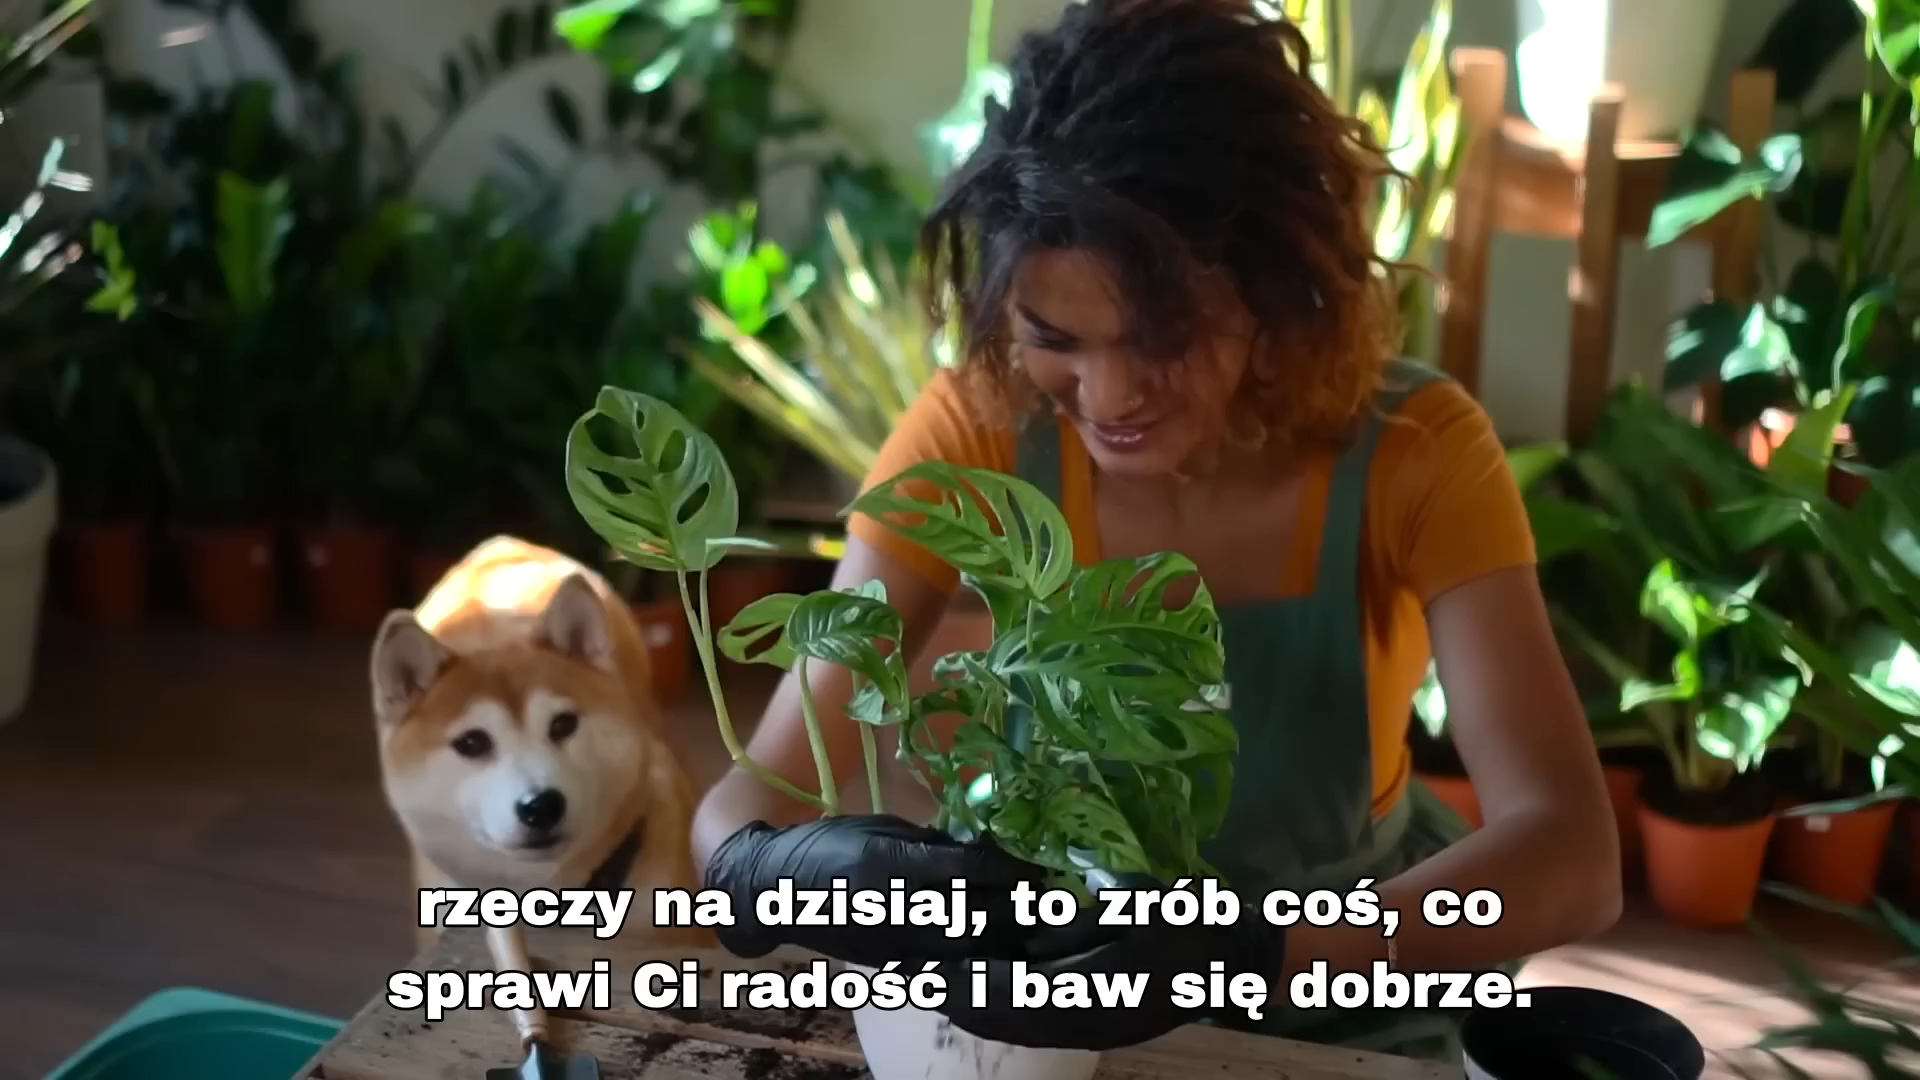 rzeczy na dzisiaj, to zrób coś, co
sprawi Ci radość i baw się dobrze.